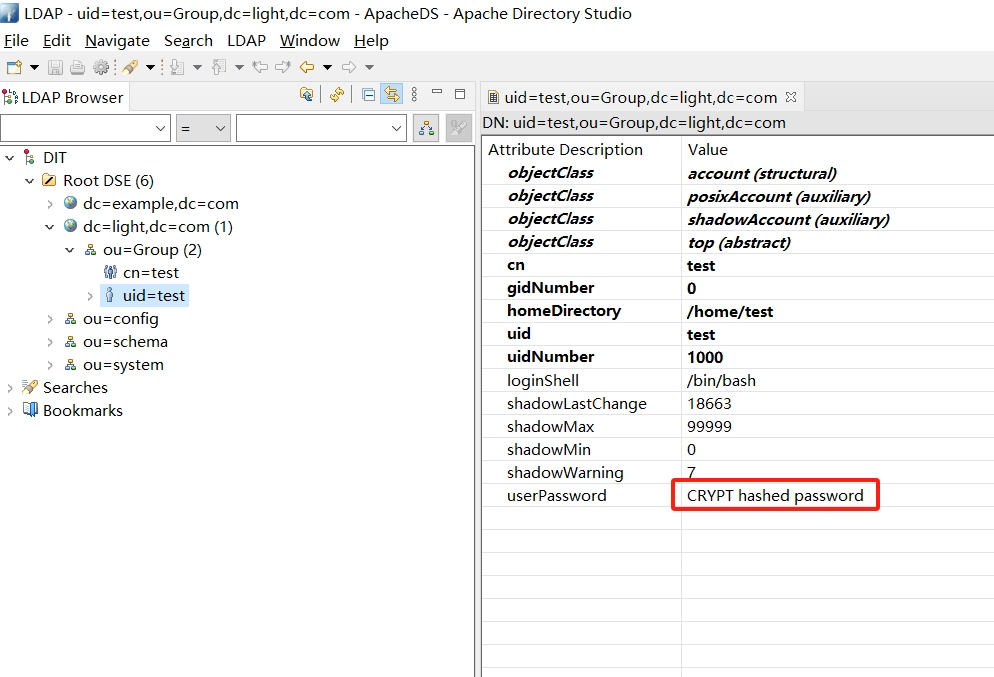 LDAP - uid=test,ou=Group,dc=light,dc=com - ApacheDS - Apache Directory Studio
File Edit Navigate Search LDAP Window Help
LDAP Browser
=
DIT
Root DSE (6)
dc=example,dc=com
dc=light,dc=com (1)
ou=Group (2)
cn=test
uid=test
ou=config
ou=schema
ou=system
Searches
Bookmarks
uid=test,ou=Group,dc=light,dc=com
DN: uid=test,ou=Group,dc=light,dc=com
Attribute Description Value
objectClass account (structural)
objectClass posixAccount (auxiliary)
objectClass shadowAccount (auxiliary)
objectClass top (abstract)
cn test
gidNumber 0
homeDirectory /home/test
uid test
uidNumber 1000
loginShell /bin/bash
shadowLastChange 18663
shadowMax 99999
shadowMin 0
shadowWarning 7
userPassword CRYPT hashed password